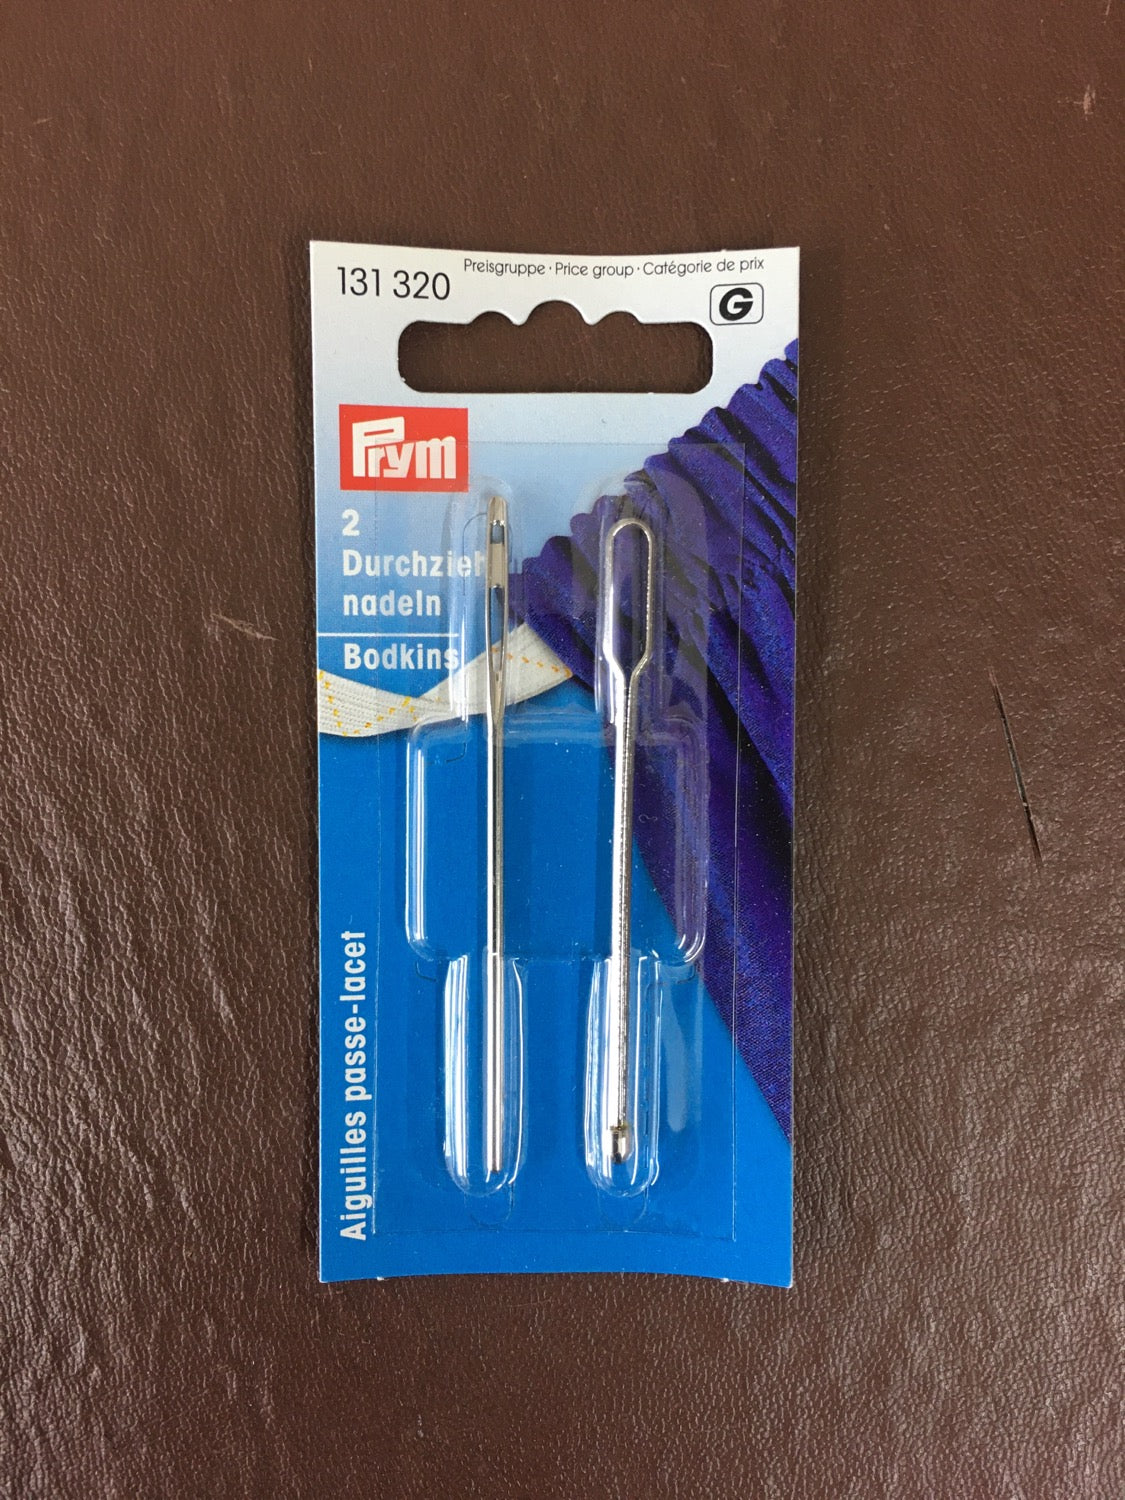 131 320
Preisgruppe · Price group · Catégorie de prix
G
Prym
2
Durchzieh
nadeln
Bodkins
Aiguilles passe-lacet